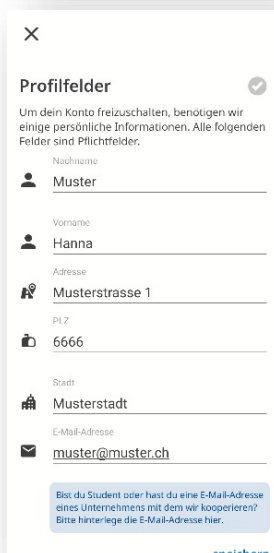 Profilfelder
Um dein Konto freizuschalten, benötigen wir
einige persönliche Informationen. Alle folgenden
Felder sind Pflichtfelder.
Nachname
Muster
Vorname
Hanna
Adresse
Musterstrasse 1
PLZ
6666
Stadt
Musterstadt
E-Mail-Adresse
muster@muster.ch
Bist du Student oder hast du eine E-Mail-Adresse
eines Unternehmens mit dem wir kooperieren?
Bitte hinterlege die E-Mail-Adresse hier.
speichern